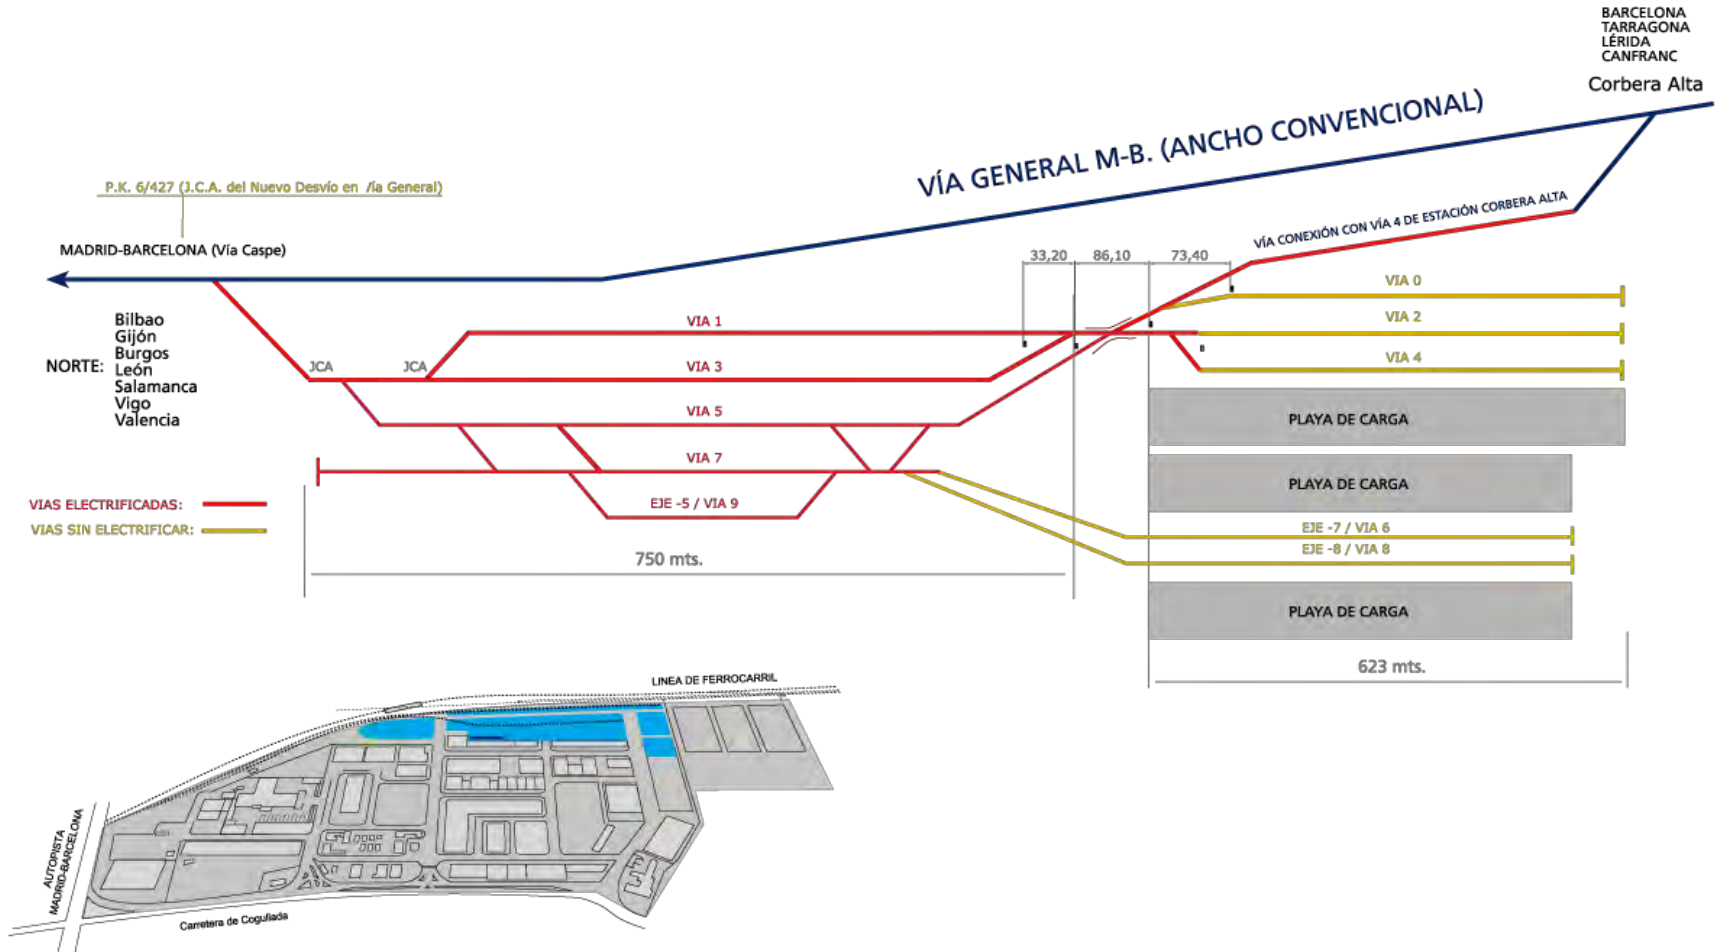 BARCELONA
TARRAGONA
LÉRIDA
CANFRANC
Corbera Alta
VÍA GENERAL M-B. (ANCHO CONVENCIONAL)
P.K. 6/427 (J.C.A. del Nuevo Desvío en /ía General)
MADRID-BARCELONA (Vía Caspe)
VÍA CONEXIÓN CON VÍA 4 DE ESTACIÓN CORBERA ALTA
33,20
86,10
73,40
VIA 0
VIA 2
VIA 4
NORTE:
Bilbao
Gijón
Burgos
León
Salamanca
Vigo
Valencia
JCA
JCA
VIA 1
VIA 3
VIA 5
VIA 7
EJE -5 / VIA 9
PLAYA DE CARGA
PLAYA DE CARGA
EJE -7 / VIA 6
EJE -8 / VIA 8
PLAYA DE CARGA
VIAS ELECTRIFICADAS:
VIAS SIN ELECTRIFICAR:
750 mts.
623 mts.
LINEA DE FERROCARRIL
AUTOPISTA
MADRID-BARCELONA
Carretera de Cogullada